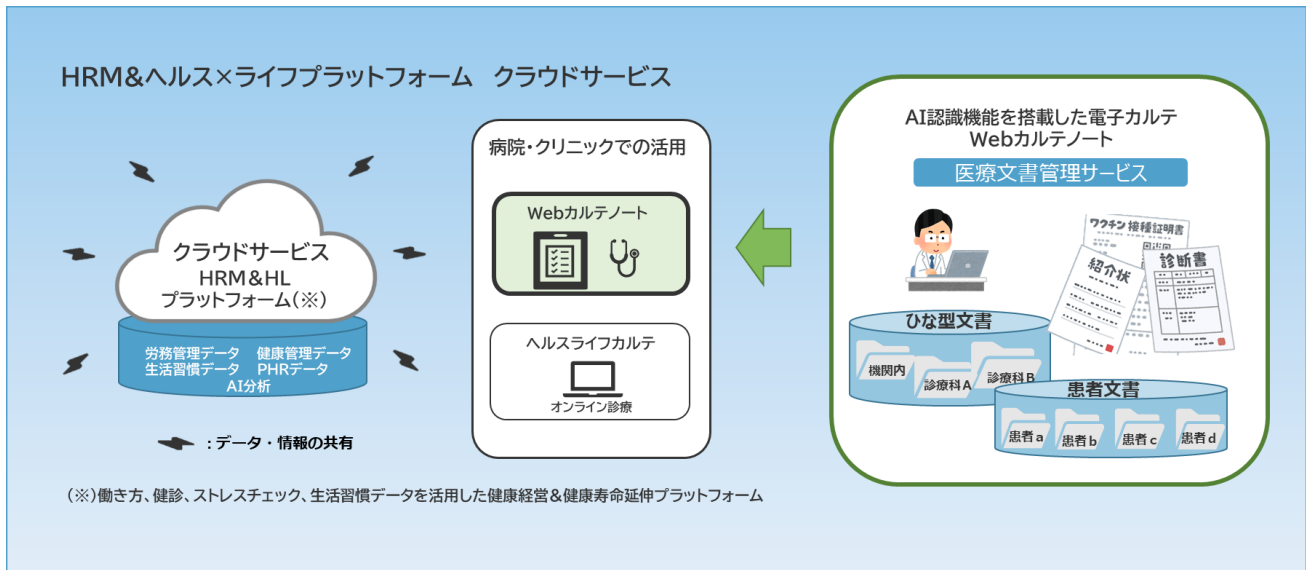 HRM&ヘルス×ライフプラットフォーム クラウドサービス
クラウドサービス
HRM&HL
プラットフォーム(※)
労務管理データ 健康管理データ
生活習慣データ PHRデータ
AI分析
:データ・情報の共有
(※)働き方、健診、ストレスチェック、生活習慣データを活用した健康経営&健康寿命延伸プラットフォーム
病院・クリニックでの活用
Webカルテノート
ヘルスライフカルテ
オンライン診療
AI認識機能を搭載した電子カルテ
Webカルテノート
医療文書管理サービス
ワクチン接種証明書
紹介状
診断書
ひな型文書
機関内
診療科A
診療科B
患者文書
患者a
患者b
患者c
患者d